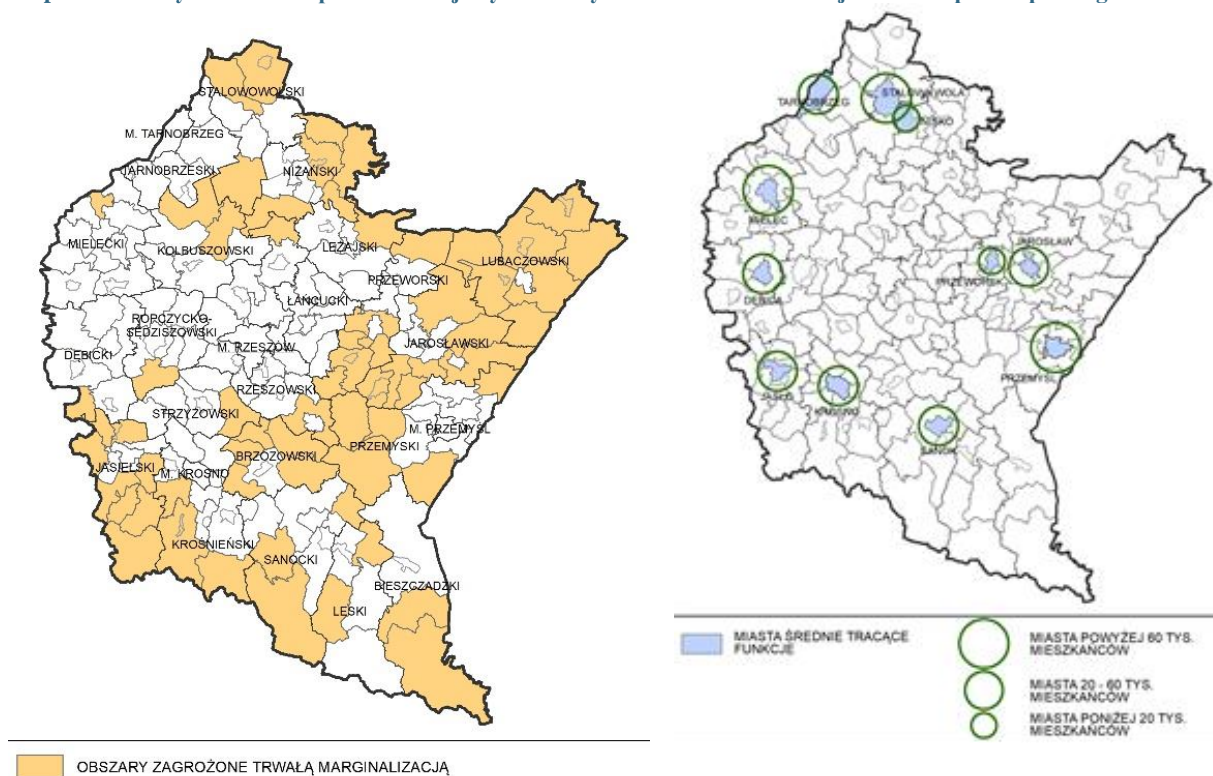 STALOWOWOLSKI
M. TARNOBRZEG
TARNOBRZESKI
NIŻAŃSKI
MIELECKI
KOLBUSZOWSKI
LEŻAJSKI
LUBACZOWSKI
PRZEWORSKI
ŁAŃCUCKI
ROPCZYCKO-
SĘDZISZOWSKI
DĘBICKI
M. RZESZÓW
JAROSŁAWSKI
RZESZOWSKI
STRZYŻOWSKI
M. PRZEMYŚL
PRZEMYSKI
BRZOZOWSKI
JASIELSKI
M. KROSNO
KROŚNIEŃSKI
SANOCKI
BIESZCZADZKI
LESKI
OBSZARY ZAGROŻONE TRWAŁĄ MARGINALIZACJĄ
TARNOBRZEG
STALOWA WOLA
NISKO
MIELEC
JAROSŁAW
PRZEWORSK
DĘBICA
PRZEMYŚL
JASŁO
KROSNO
SANOK
MIASTA ŚREDNIE TRACĄCE
FUNKCJE
MIASTA POWYŻEJ 60 TYS.
MIESZKAŃCÓW
MIASTA 20 - 60 TYS.
MIESZKAŃCÓW
MIASTA PONIŻEJ 20 TYS.
MIESZKAŃCÓW